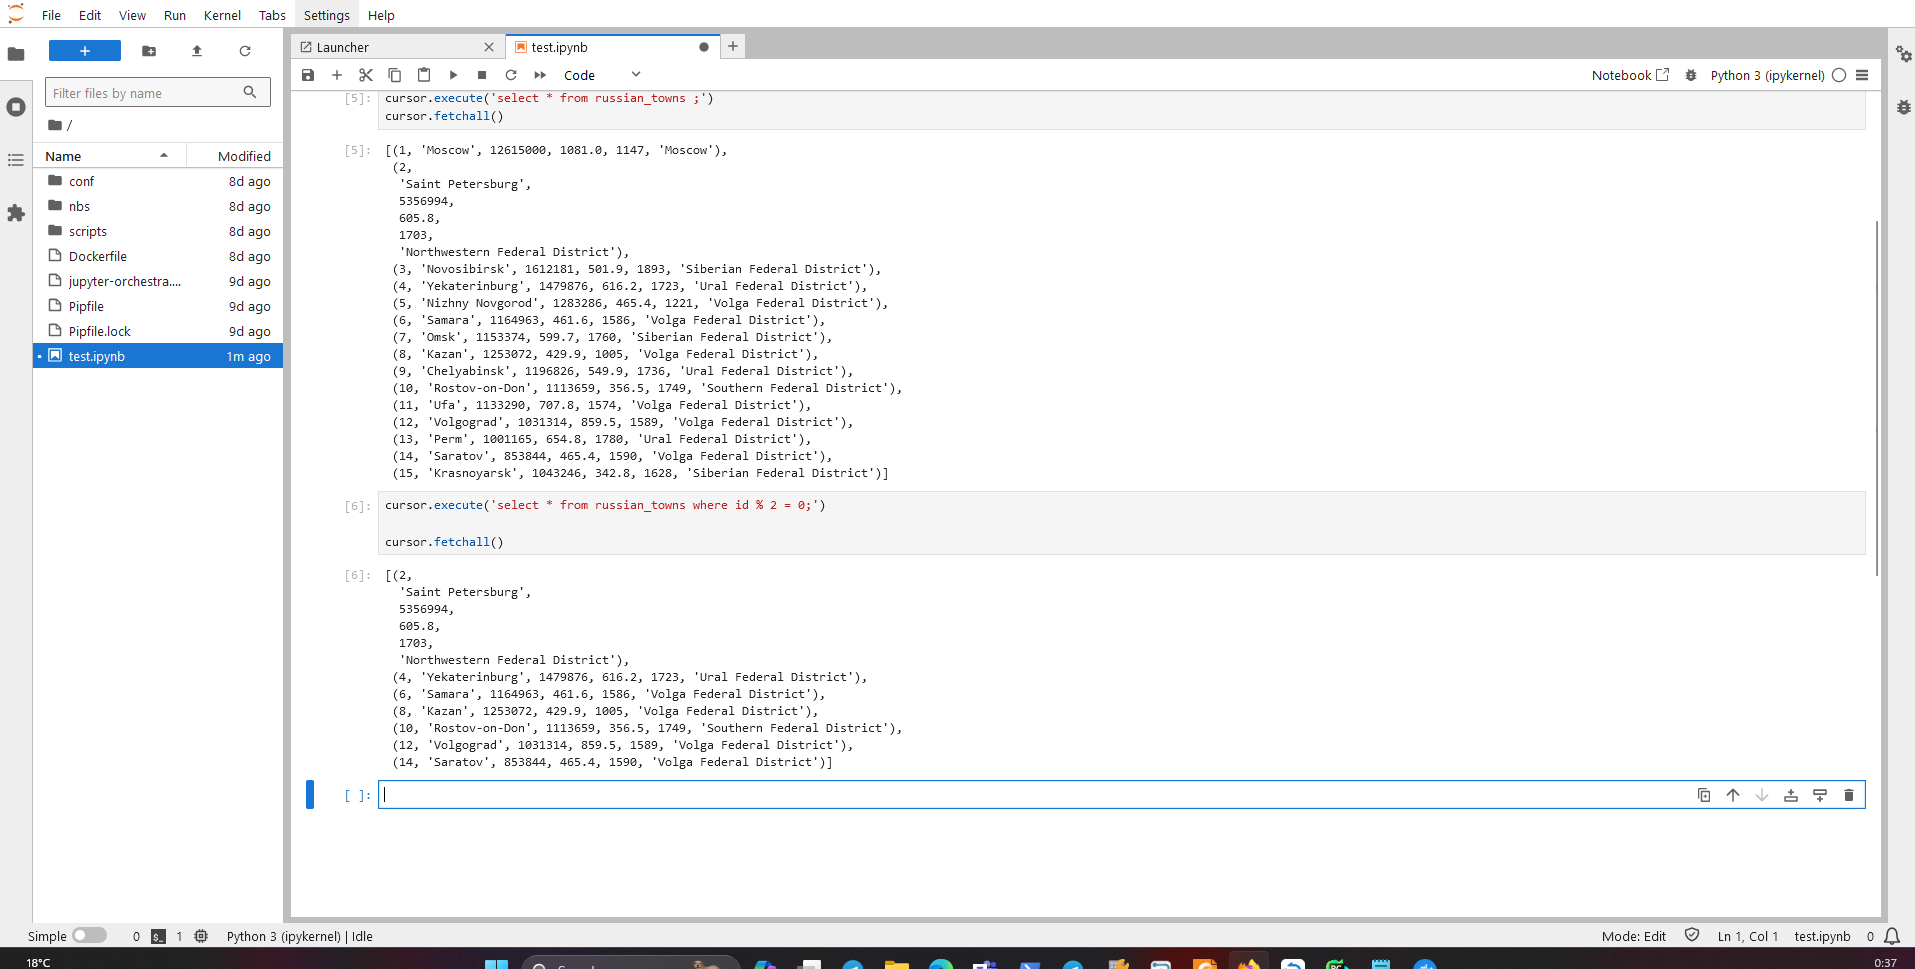 File Edit View Run Kernel Tabs Settings Help
Filter files by name
/
Name Modified
conf 8d ago
nbs 8d ago
scripts 8d ago
Dockerfile 8d ago
jupyter-orchestra.... 9d ago
Pipfile 9d ago
Pipfile.lock 9d ago
test.ipynb 1m ago
Launcher test.ipynb
Code Notebook Python 3 (ipykernel)
[5]: cursor.execute('select * from russian_towns ;')
cursor.fetchall()
[5]: [(1, 'Moscow', 12615000, 1081.0, 1147, 'Moscow'),
(2,
'Saint Petersburg',
5356994,
605.8,
1703,
'Northwestern Federal District'),
(3, 'Novosibirsk', 1612181, 501.9, 1893, 'Siberian Federal District'),
(4, 'Yekaterinburg', 1479876, 616.2, 1723, 'Ural Federal District'),
(5, 'Nizhny Novgorod', 1283286, 465.4, 1221, 'Volga Federal District'),
(6, 'Samara', 1164963, 461.6, 1586, 'Volga Federal District'),
(7, 'Omsk', 1153374, 599.7, 1760, 'Siberian Federal District'),
(8, 'Kazan', 1253072, 429.9, 1005, 'Volga Federal District'),
(9, 'Chelyabinsk', 1196826, 549.9, 1736, 'Ural Federal District'),
(10, 'Rostov-on-Don', 1113659, 356.5, 1749, 'Southern Federal District'),
(11, 'Ufa', 1133290, 707.8, 1574, 'Volga Federal District'),
(12, 'Volgograd', 1031314, 859.5, 1589, 'Volga Federal District'),
(13, 'Perm', 1001165, 654.8, 1780, 'Ural Federal District'),
(14, 'Saratov', 853844, 465.4, 1590, 'Volga Federal District'),
(15, 'Krasnoyarsk', 1043246, 342.8, 1628, 'Siberian Federal District')]
[6]: cursor.execute('select * from russian_towns where id % 2 = 0;')
cursor.fetchall()
[6]: [(2,
'Saint Petersburg',
5356994,
605.8,
1703,
'Northwestern Federal District'),
(4, 'Yekaterinburg', 1479876, 616.2, 1723, 'Ural Federal District'),
(6, 'Samara', 1164963, 461.6, 1586, 'Volga Federal District'),
(8, 'Kazan', 1253072, 429.9, 1005, 'Volga Federal District'),
(10, 'Rostov-on-Don', 1113659, 356.5, 1749, 'Southern Federal District'),
(12, 'Volgograd', 1031314, 859.5, 1589, 'Volga Federal District'),
(14, 'Saratov', 853844, 465.4, 1590, 'Volga Federal District')]
[ ]:
Simple 0 1 Python 3 (ipykernel) | Idle Mode: Edit Ln 1, Col 1 test.ipynb 0
18°C 0:37